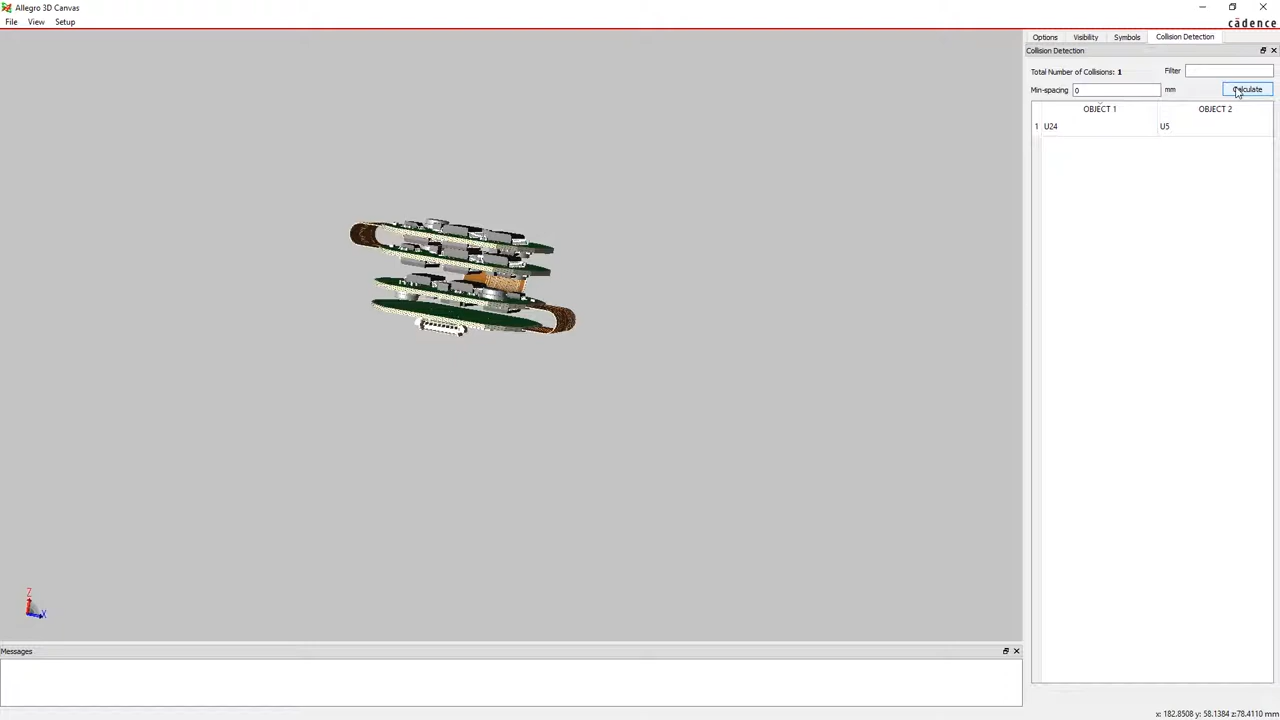 Allegro 3D Canvas
File View Setup
cādence
Options Visibility Symbols Collision Detection
Collision Detection
Total Number of Collisions: 1 Filter
Min-spacing 0 mm Calculate
OBJECT 1 OBJECT 2
1 U24 U5
Z
X
Messages
x: 182.8508 y: 58.1384 z:78.4110 mm